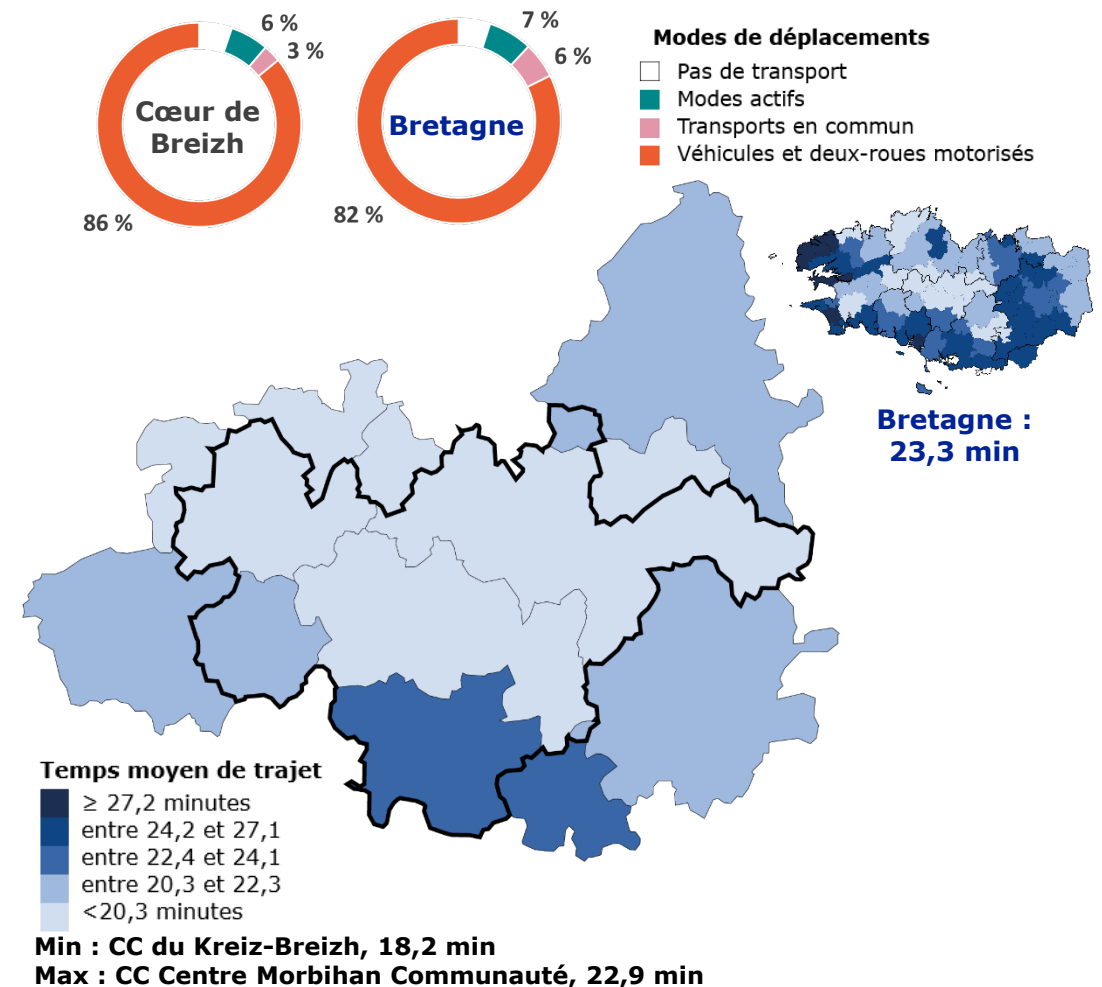 6 %
3 %
Cœur de
Breizh
86 %
7 %
6 %
Bretagne
82 %
Modes de déplacements
Pas de transport
Modes actifs
Transports en commun
Véhicules et deux-roues motorisés
Bretagne :
23,3 min
Temps moyen de trajet
≥ 27,2 minutes
entre 24,2 et 27,1
entre 22,4 et 24,1
entre 20,3 et 22,3
<20,3 minutes
Min : CC du Kreiz-Breizh, 18,2 min
Max : CC Centre Morbihan Communauté, 22,9 min